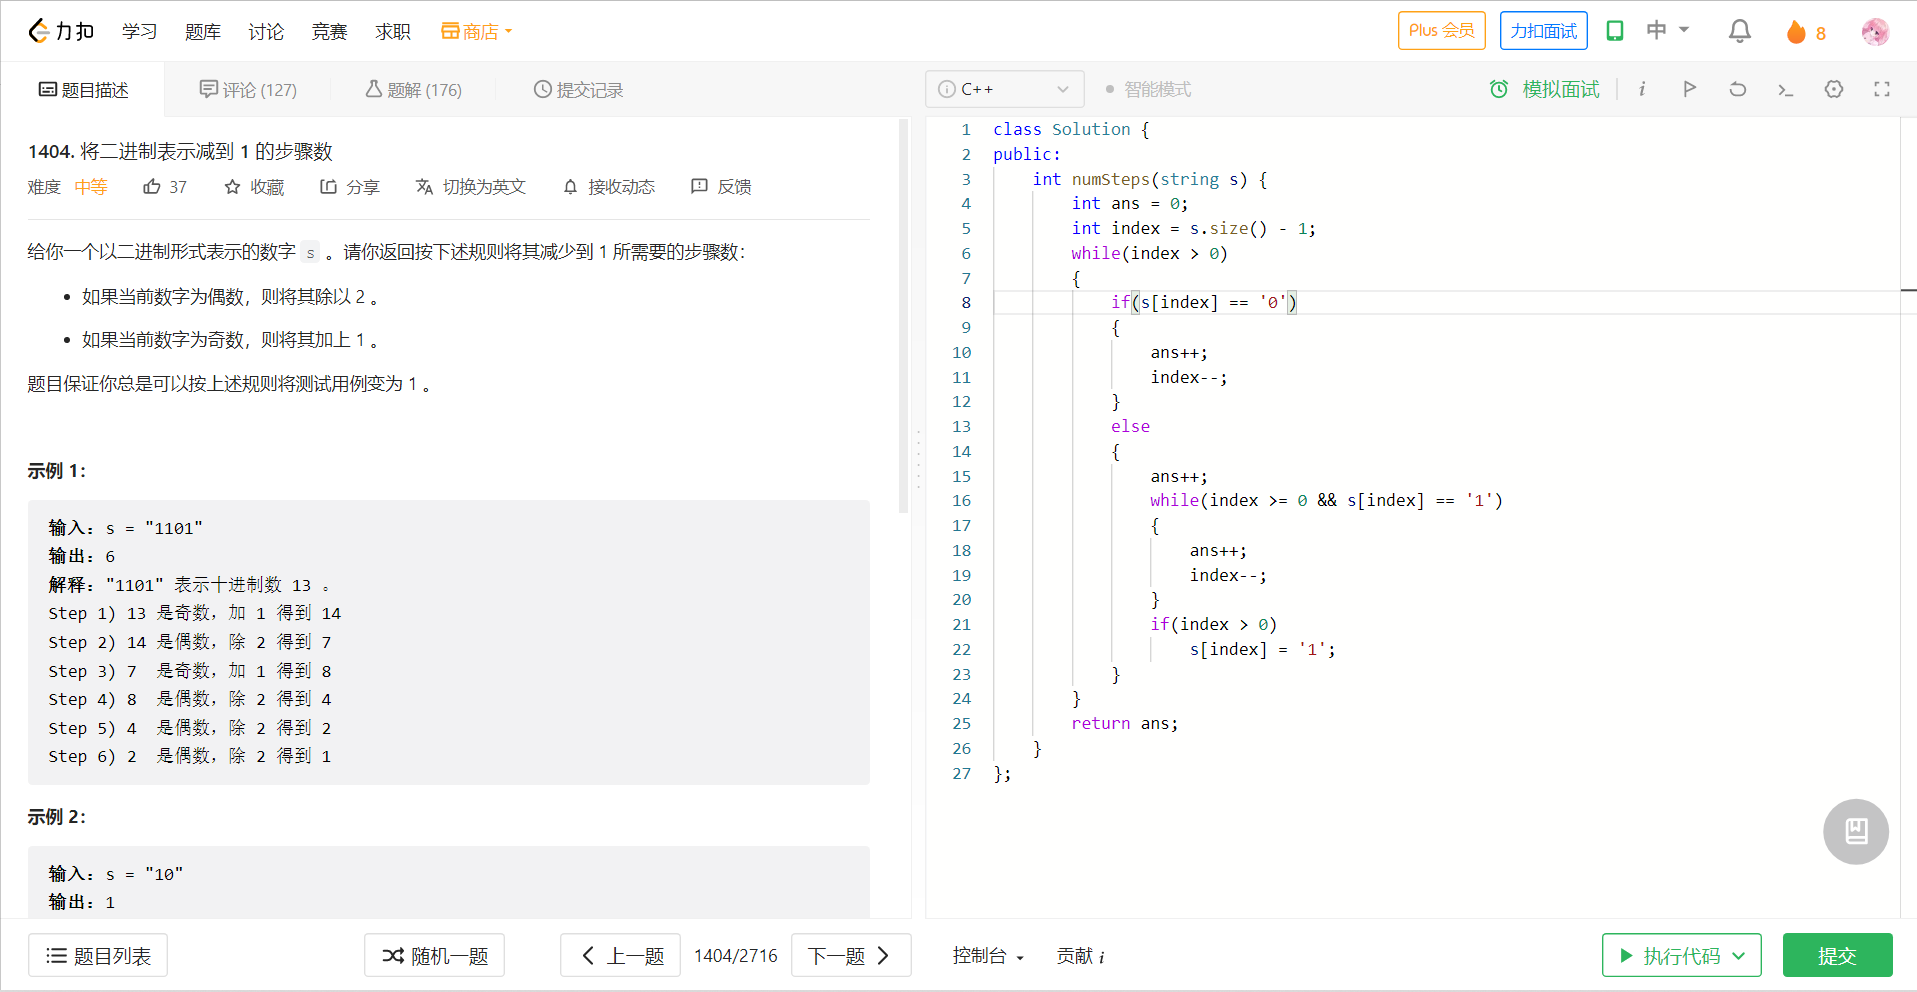 力扣 学习 题库 讨论 竞赛 求职 商店 Plus 会员 力扣面试 中 8
题目描述 评论 (127) 题解 (176) 提交记录
1404. 将二进制表示减到 1 的步骤数
难度 中等 37 收藏 分享 切换为英文 接收动态 反馈
给你一个以二进制形式表示的数字 s 。请你返回按下述规则将其减少到 1 所需要的步骤数：
如果当前数字为偶数，则将其除以 2 。
如果当前数字为奇数，则将其加上 1 。
题目保证你总是可以按上述规则将测试用例变为 1 。
示例 1：
输入：s = "1101"
输出：6
解释："1101" 表示十进制数 13 。
Step 1) 13 是奇数，加 1 得到 14
Step 2) 14 是偶数，除 2 得到 7
Step 3) 7  是奇数，加 1 得到 8
Step 4) 8  是偶数，除 2 得到 4
Step 5) 4  是偶数，除 2 得到 2
Step 6) 2  是偶数，除 2 得到 1
示例 2：
输入：s = "10"
输出：1
C++ 智能模式 模拟面试 i
1 class Solution {
2 public:
3     int numSteps(string s) {
4         int ans = 0;
5         int index = s.size() - 1;
6         while(index > 0)
7         {
8             if(s[index] == '0')
9             {
10                 ans++;
11                 index--;
12             }
13             else
14             {
15                 ans++;
16                 while(index >= 0 && s[index] == '1')
17                 {
18                     ans++;
19                     index--;
20                 }
21                 if(index > 0)
22                     s[index] = '1';
23             }
24         }
25         return ans;
26     }
27 };
题目列表 随机一题 上一题 1404/2716 下一题 控制台 贡献 i 执行代码 提交